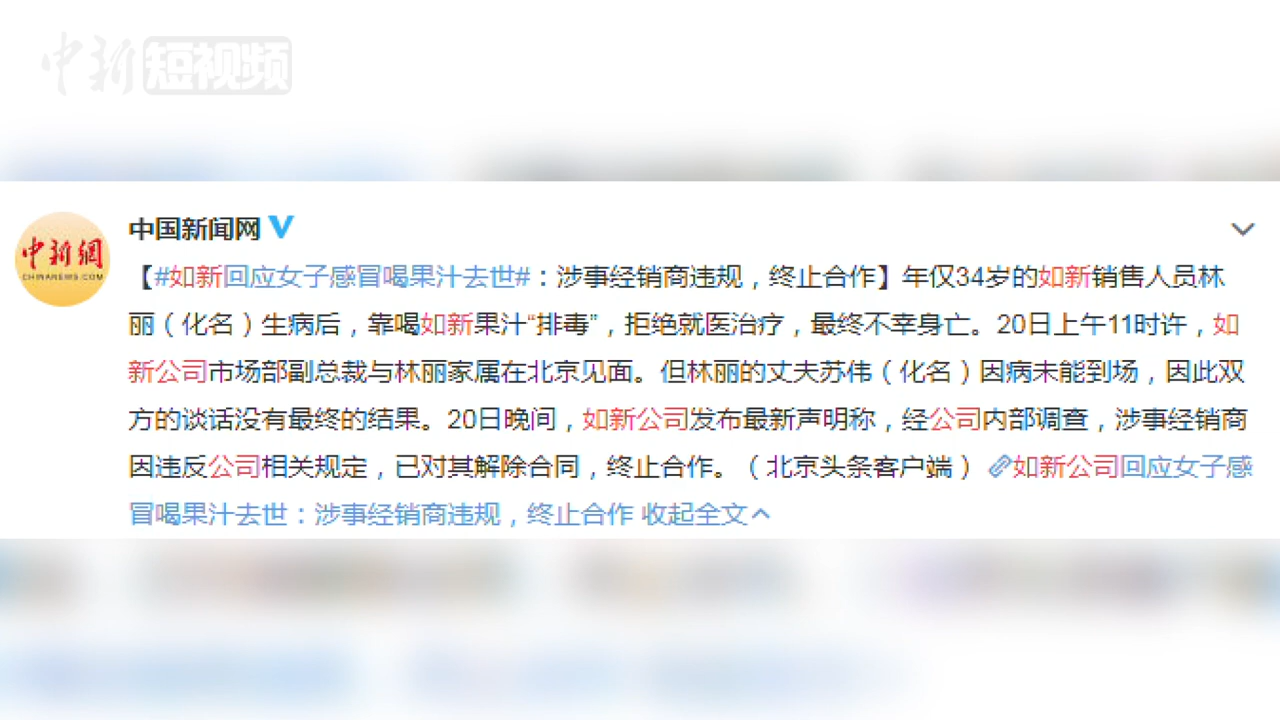 中新短视频
中国新闻网
中新網
CHINANEWS.COM
【#如新回应女子感冒喝果汁去世#：涉事经销商违规，终止合作】年仅34岁的如新销售人员林
丽（化名）生病后，靠喝如新果汁“排毒”，拒绝就医治疗，最终不幸身亡。20日上午11时许，如
新公司市场部副总裁与林丽家属在北京见面。但林丽的丈夫苏伟（化名）因病未能到场，因此双
方的谈话没有最终的结果。20日晚间，如新公司发布最新声明称，经公司内部调查，涉事经销商
因违反公司相关规定，已对其解除合同，终止合作。（北京头条客户端）如新公司回应女子感
冒喝果汁去世：涉事经销商违规，终止合作 收起全文